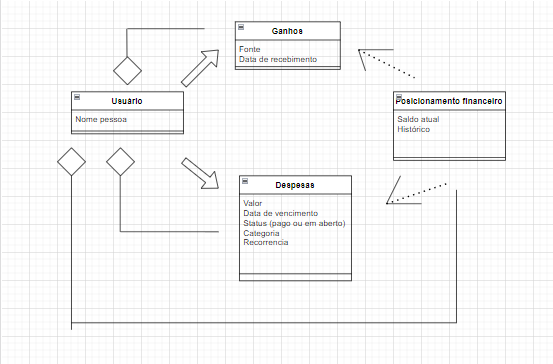 Ganhos
Fonte
Data de recebimento
Usuário
Nome pessoa
Posicionamento financeiro
Saldo atual
Histórico
Despesas
Valor
Data de vencimento
Status (pago ou em aberto)
Categoria
Recorrencia